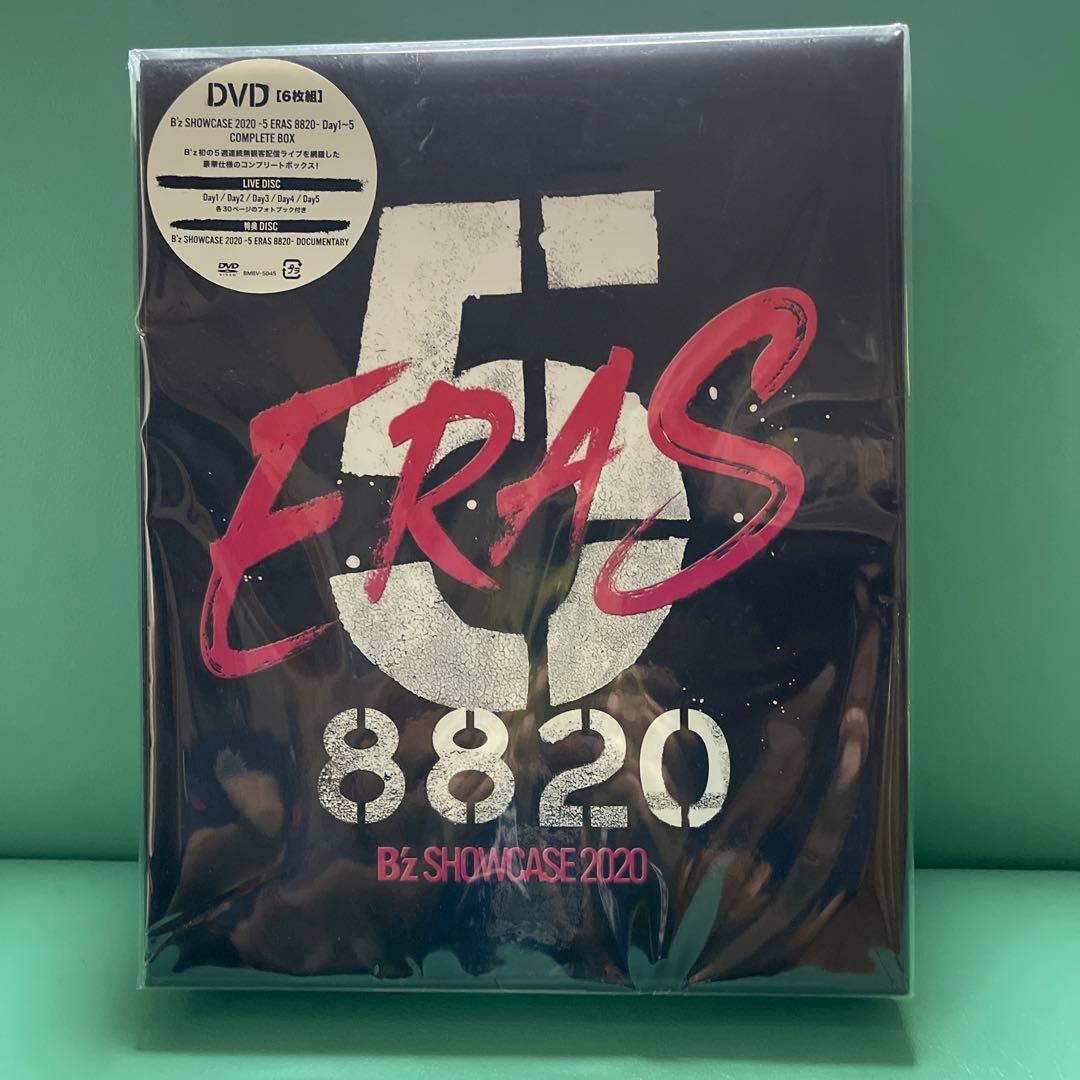 DVD [6枚組]
B'z SHOWCASE 2020 -5 ERAS 8820- Day1~5
COMPLETE BOX
B'z初の5週連続無観客配信ライブを網羅した
豪華仕様のコンプリートボックス!
LIVE DISC
Day1 / Day2 / Day3 / Day4 / Day5
各30ページのフォトブック付き
特典 DISC
B'z SHOWCASE 2020 -5 ERAS 8820- DOCUMENTARY
DVD VIDEO BMBV-5045 プラ
5
ERAS
8820
B'z SHOWCASE 2020